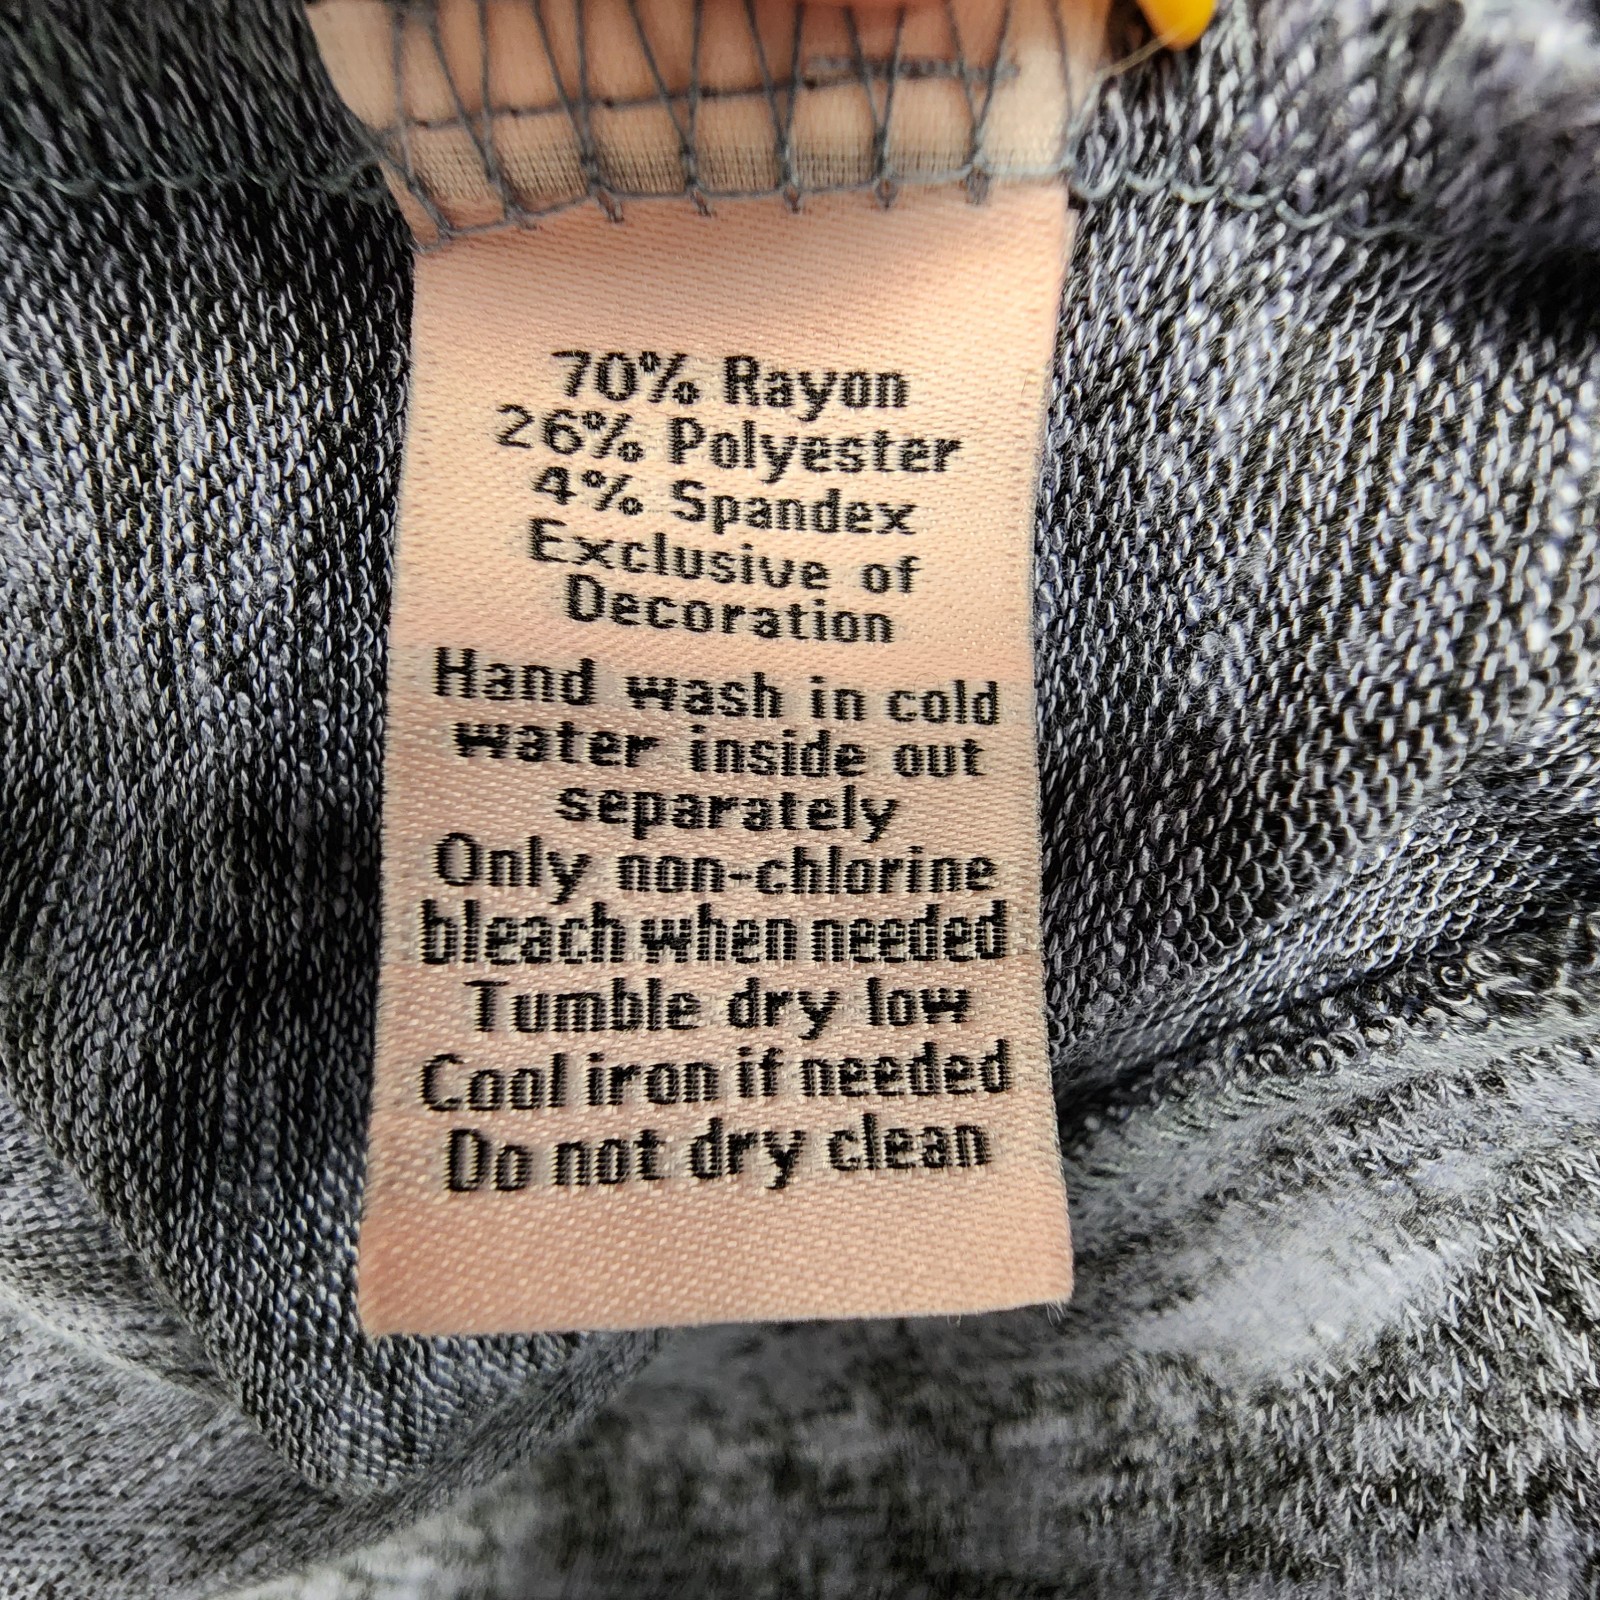 70% Rayon
26% Polyester
4% Spandex
Exclusive of
Decoration
Hand wash in cold
water inside out
separately
Only non-chlorine
bleach when needed
Tumble dry low
Cool iron if needed
Do not dry clean